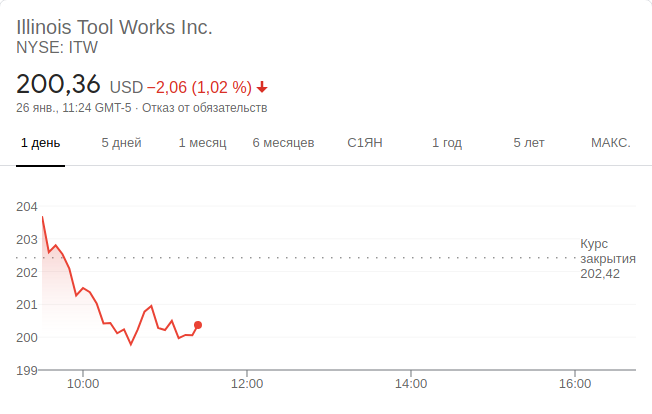 Illinois Tool Works Inc.
NYSE: ITW
200,36 USD −2,06 (1,02 %)
26 янв., 11:24 GMT-5 · Отказ от обязательств
1 день 5 дней 1 месяц 6 месяцев С1ЯН 1 год 5 лет МАКС.
204
203
Курс
закрытия
202,42
202
201
200
199
10:00 12:00 14:00 16:00